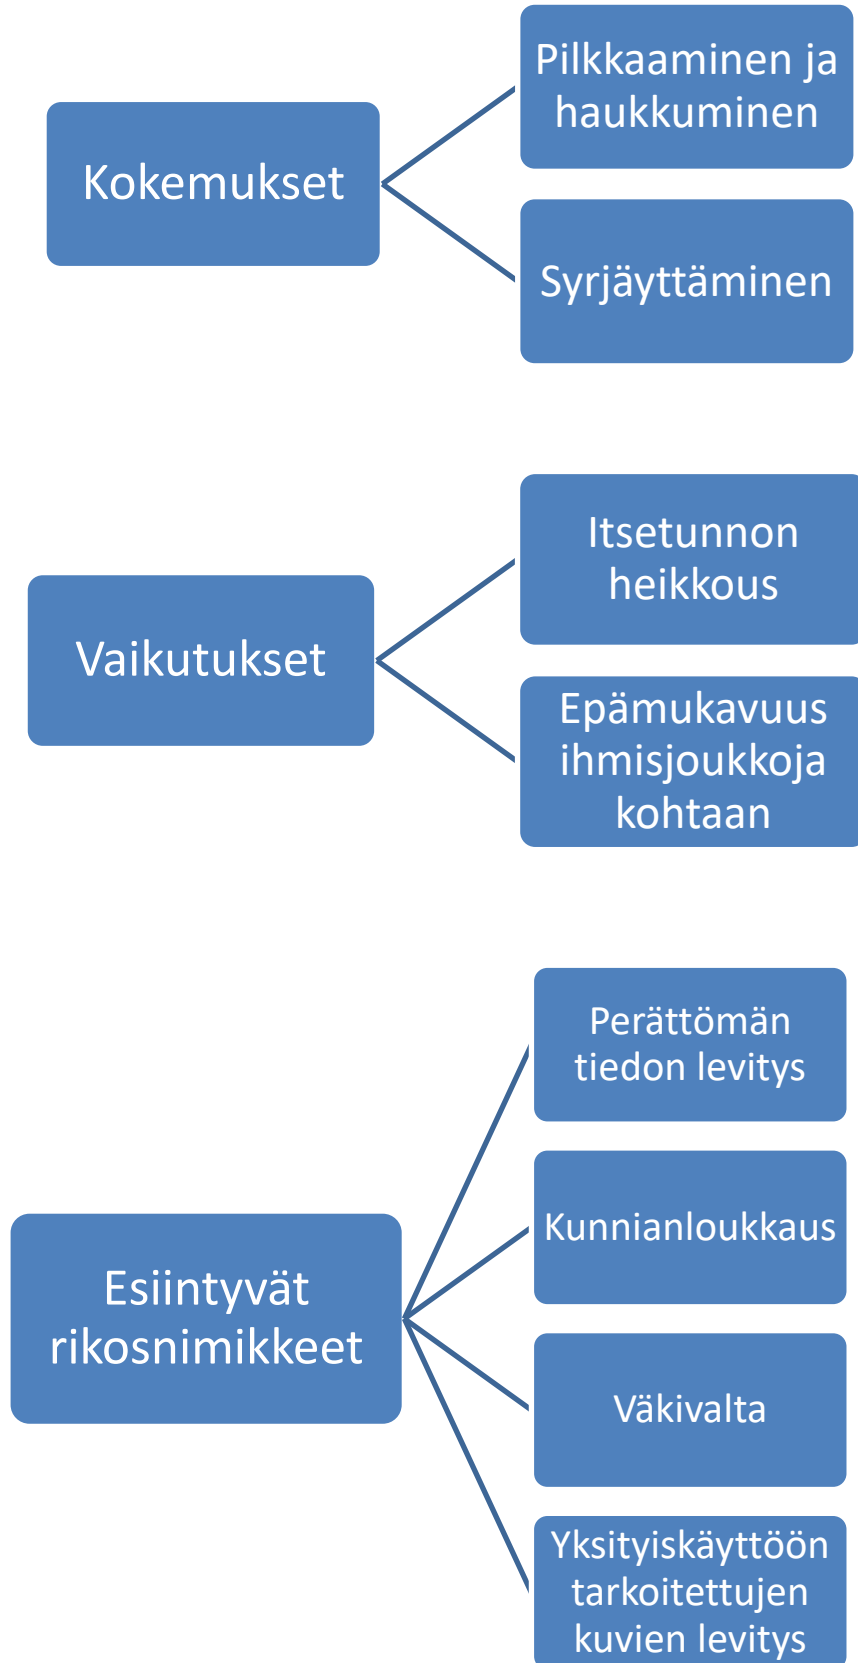 Kokemukset
Pilkkaaminen ja
haukkuminen
Syrjäyttäminen
Vaikutukset
Itsetunnon
heikkous
Epämukavuus
ihmisjoukkoja
kohtaan
Esiintyvät
rikosnimikkeet
Perättömän
tiedon levitys
Kunnianloukkaus
Väkivalta
Yksityiskäyttöön
tarkoitettujen
kuvien levitys